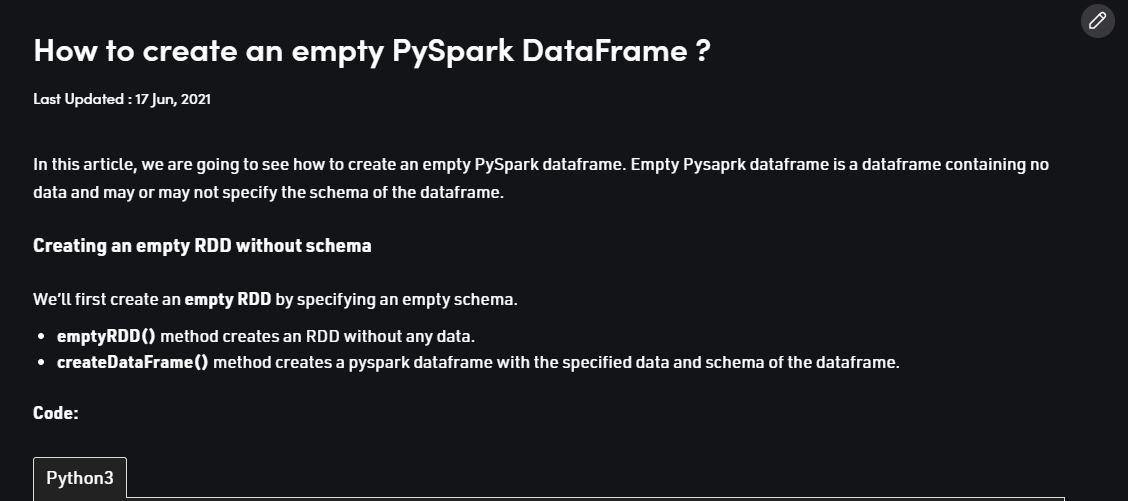 How to create an empty PySpark DataFrame ?
Last Updated : 17 Jun, 2021
In this article, we are going to see how to create an empty PySpark dataframe. Empty Pysaprk dataframe is a dataframe containing no
data and may or may not specify the schema of the dataframe.
Creating an empty RDD without schema
We'll first create an empty RDD by specifying an empty schema.
• emptyRDD() method creates an RDD without any data.
• createDataFrame() method creates a pyspark dataframe with the specified data and schema of the dataframe.
Code:
Python3